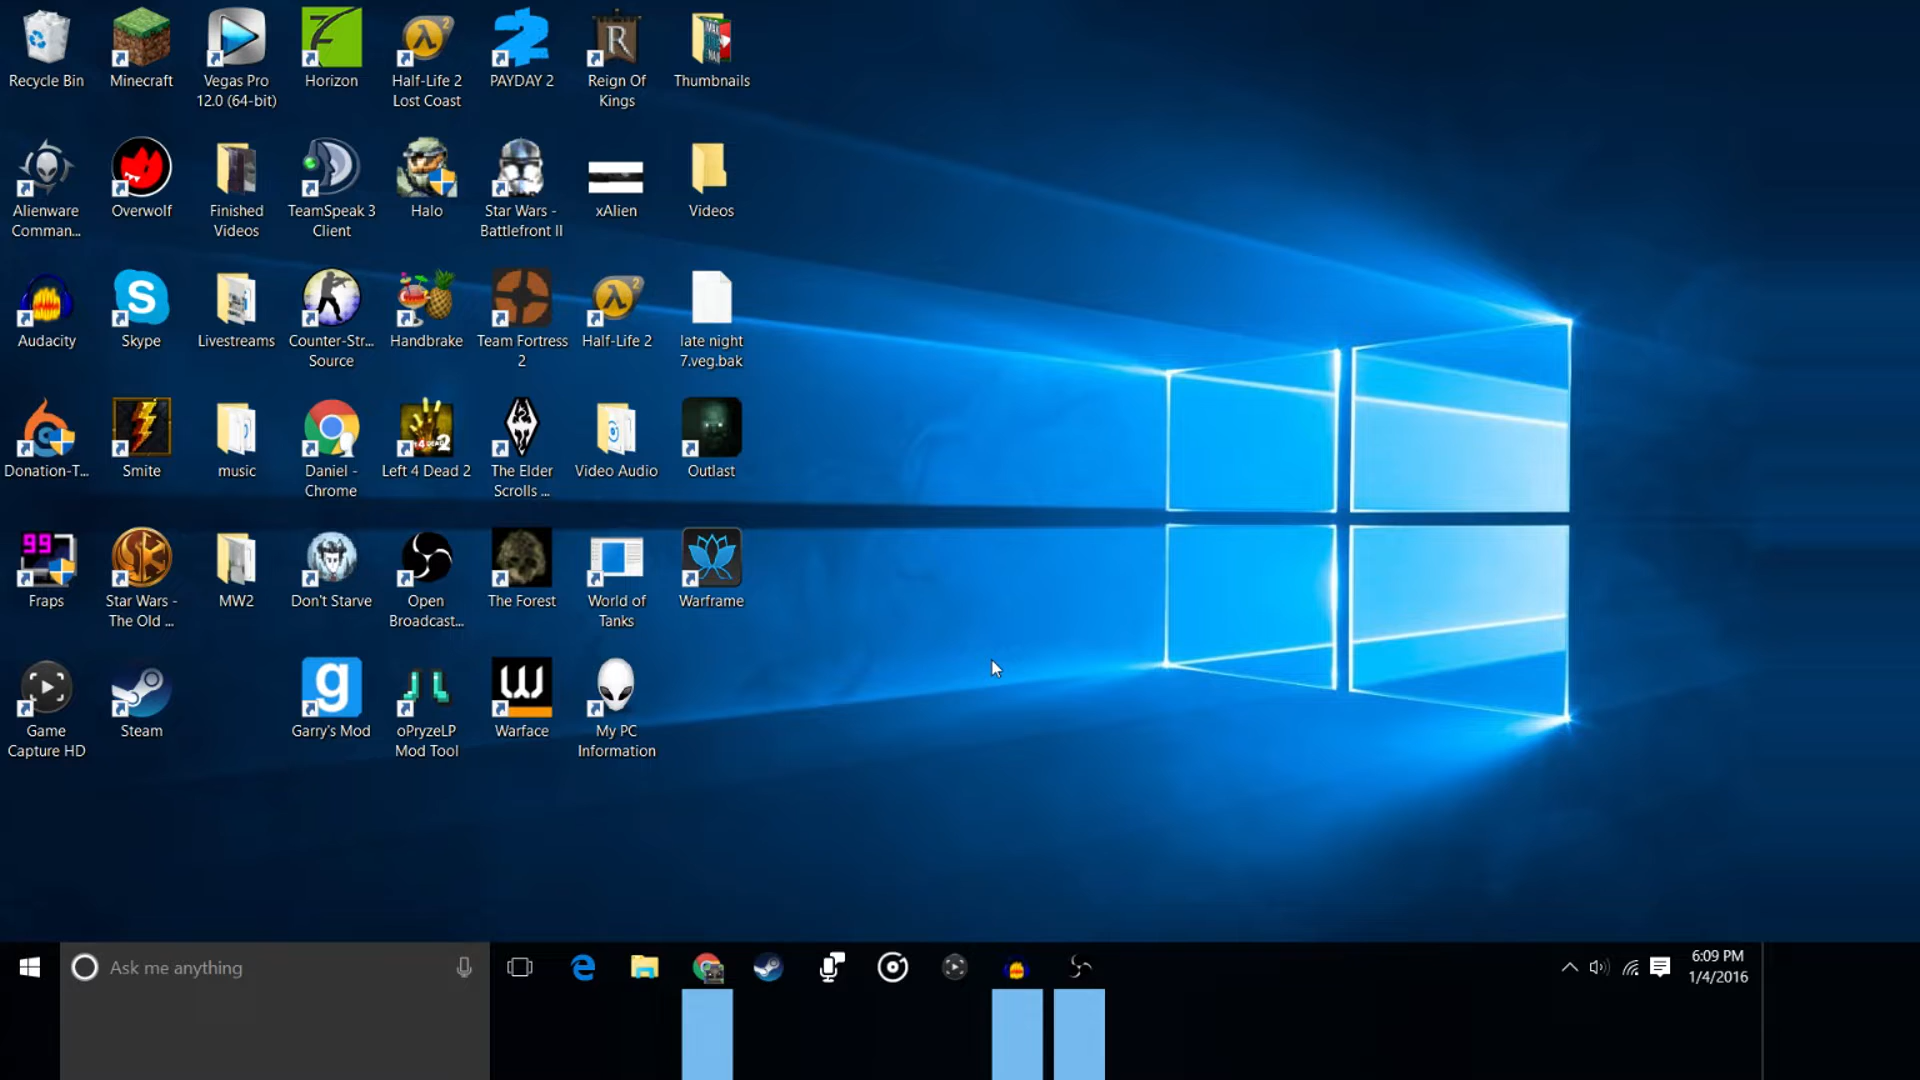 Recycle Bin
Minecraft
Vegas Pro
12.0 (64-bit)
Horizon
Half-Life 2
Lost Coast
PAYDAY 2
Reign Of
Kings
Thumbnails
Alienware
Comman...
Overwolf
Finished
Videos
TeamSpeak 3
Client
Halo
Star Wars -
Battlefront II
xAlien
Videos
Audacity
Skype
Livestreams
Counter-Str...
Source
Handbrake
Team Fortress
2
Half-Life 2
late night
7.veg.bak
Donation-T...
Smite
music
Daniel -
Chrome
Left 4 Dead 2
The Elder
Scrolls ...
Video Audio
Outlast
99
Fraps
Star Wars -
The Old ...
MW2
Don't Starve
Open
Broadcast...
The Forest
World of
Tanks
Warframe
Game
Capture HD
Steam
Garry's Mod
oPryzeLP
Mod Tool
Warface
My PC
Information
Ask me anything
6:09 PM
1/4/2016